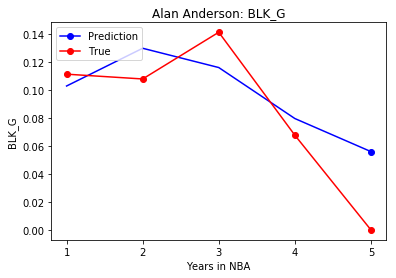 Alan Anderson: BLK_G
Prediction
True
0.14
0.12
0.10
0.08
0.06
0.04
0.02
0.00
BLK_G
1 2 3 4 5
Years in NBA